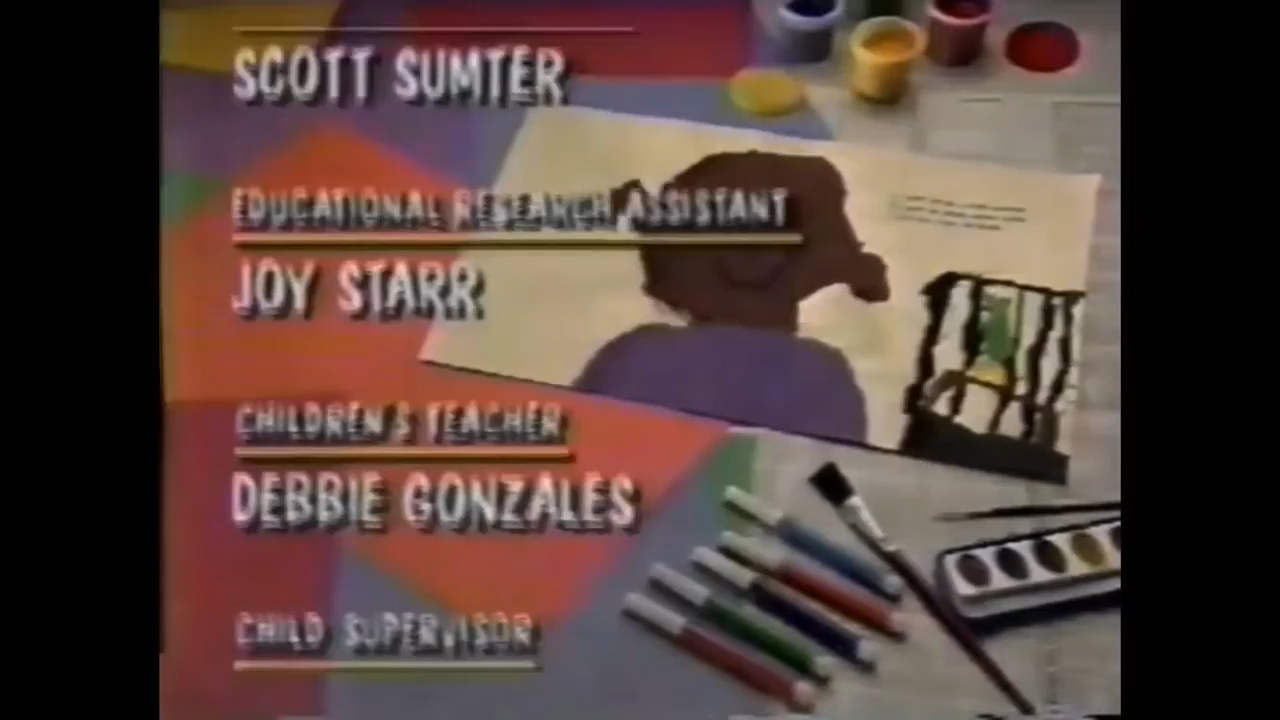 SCOTT SUMTER
EDUCATIONAL RESEARCH ASSISTANT
JOY STARR
CHILDREN'S TEACHER
DEBBIE GONZALES
CHILD SUPERVISOR